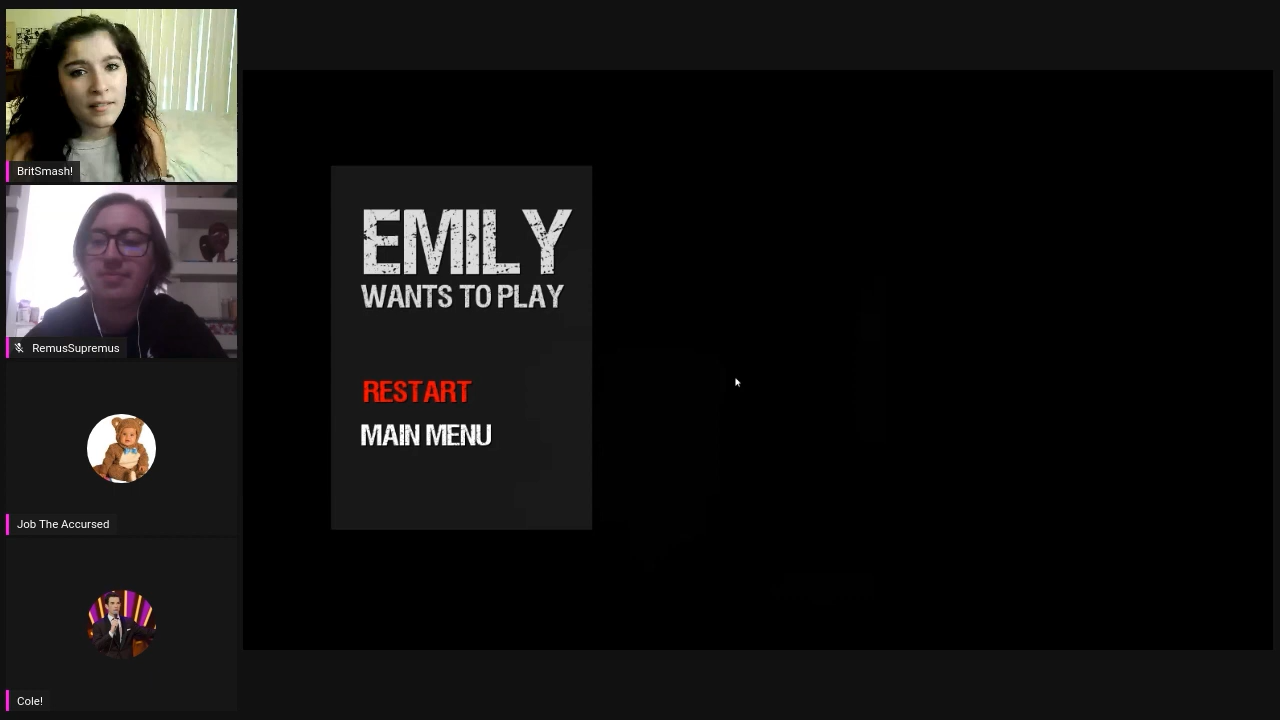 BritSmash!
RemusSupremus
Job The Accursed
Cole!
EMILY
WANTS TO PLAY
RESTART
MAIN MENU